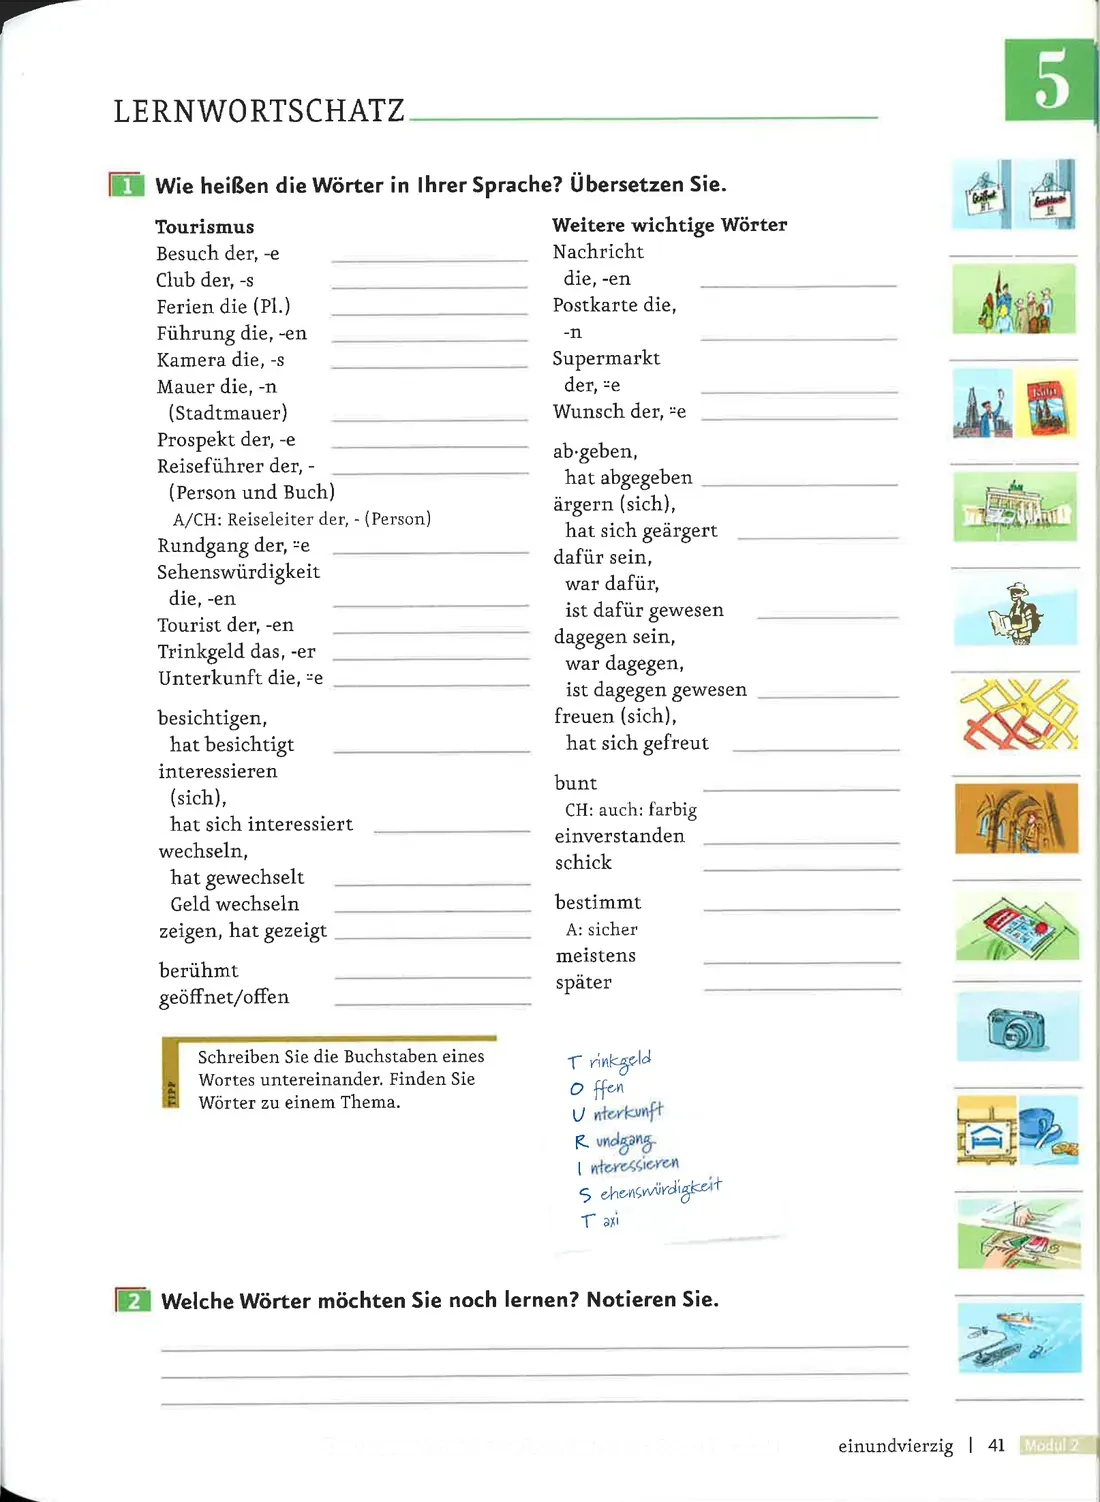 5
LERNWORTSCHATZ
1 Wie heißen die Wörter in Ihrer Sprache? Übersetzen Sie.
Tourismus
Besuch der, -e
Club der, -s
Ferien die (Pl.)
Führung die, -en
Kamera die, -s
Mauer die, -n
(Stadtmauer)
Prospekt der, -e
Reiseführer der, -
(Person und Buch)
A/CH: Reiseleiter der, - (Person)
Rundgang der, ⸚e
Sehenswürdigkeit
die, -en
Tourist der, -en
Trinkgeld das, -er
Unterkunft die, ⸚e
besichtigen,
hat besichtigt
interessieren
(sich),
hat sich interessiert
wechseln,
hat gewechselt
Geld wechseln
zeigen, hat gezeigt
berühmt
geöffnet/offen
Weitere wichtige Wörter
Nachricht
die, -en
Postkarte die,
-n
Supermarkt
der, ⸚e
Wunsch der, ⸚e
ab·geben,
hat abgegeben
ärgern (sich),
hat sich geärgert
dafür sein,
war dafür,
ist dafür gewesen
dagegen sein,
war dagegen,
ist dagegen gewesen
freuen (sich),
hat sich gefreut
bunt
CH: auch: farbig
einverstanden
schick
bestimmt
A: sicher
meistens
später
TIPP
Schreiben Sie die Buchstaben eines
Wortes untereinander. Finden Sie
Wörter zu einem Thema.
T rinkgeld
O ffen
U nterkunft
R undgang
I nteressieren
S ehenswürdigkeit
T axi
2 Welche Wörter möchten Sie noch lernen? Notieren Sie.
einundvierzig | 41 Modul 2